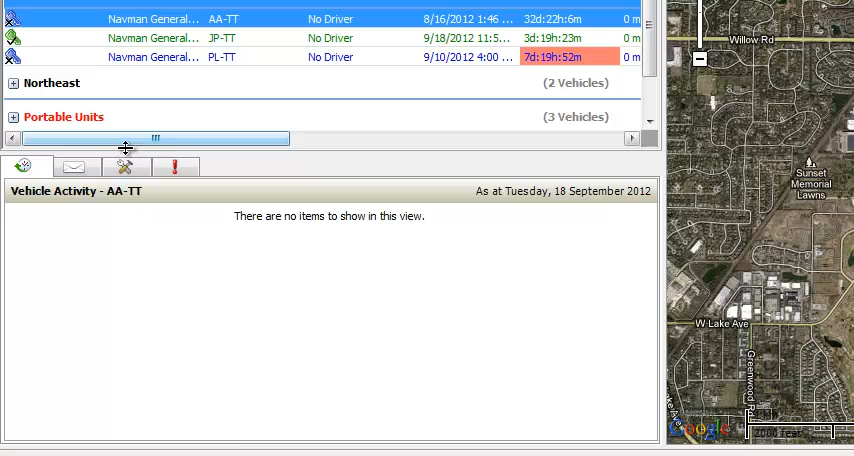 Navman General... AA-TT No Driver 8/16/2012 1:46 ... 32d:22h:6m 0 m
Navman General... JP-TT No Driver 9/18/2012 11:5... 3d:19h:23m 0 m
Navman General... PL-TT No Driver 9/10/2012 4:00 ... 7d:19h:52m 0 m
Northeast (2 Vehicles)
Portable Units (3 Vehicles)
Vehicle Activity - AA-TT As at Tuesday, 18 September 2012
There are no items to show in this view.
Willow Rd
Sunset
Memorial
Lawns
W Lake Ave
Greenwood Rd
Lake Ave
Google
2000 feet